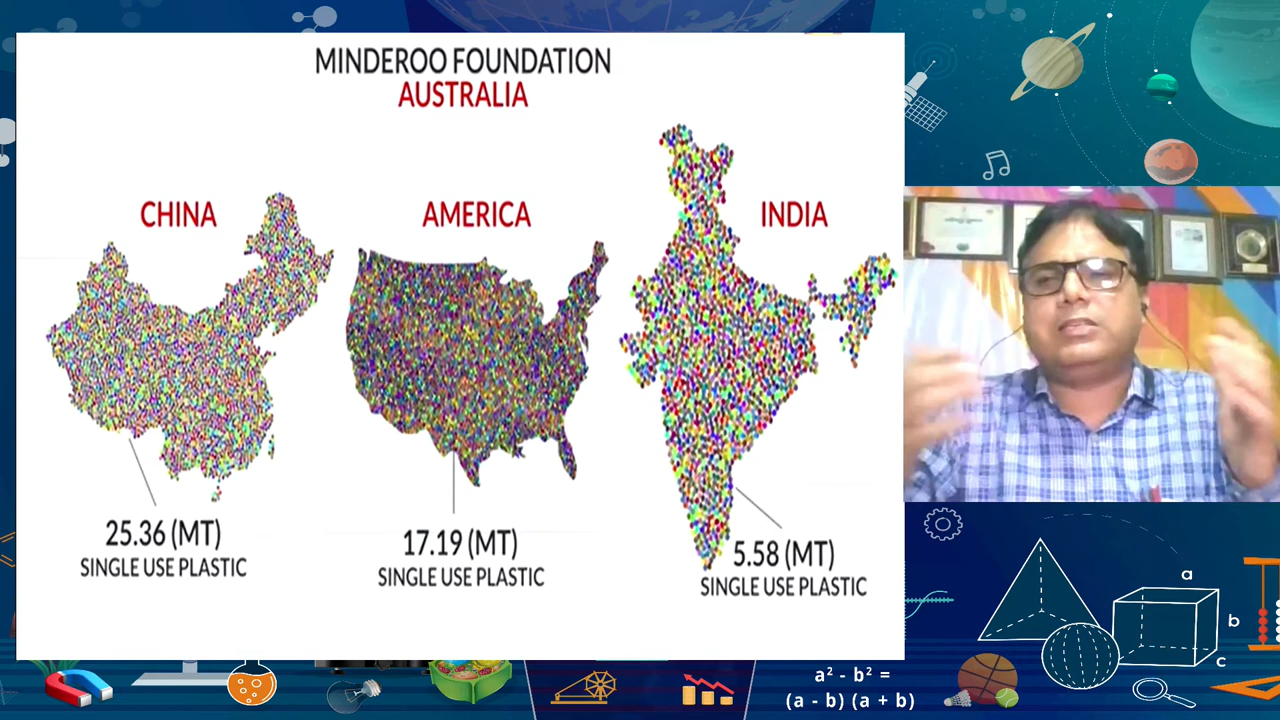 MINDEROO FOUNDATION
AUSTRALIA
CHINA
AMERICA
INDIA
25.36 (MT)
SINGLE USE PLASTIC
17.19 (MT)
SINGLE USE PLASTIC
5.58 (MT)
SINGLE USE PLASTIC
a
b
c
a² - b² =
(a - b) (a + b)